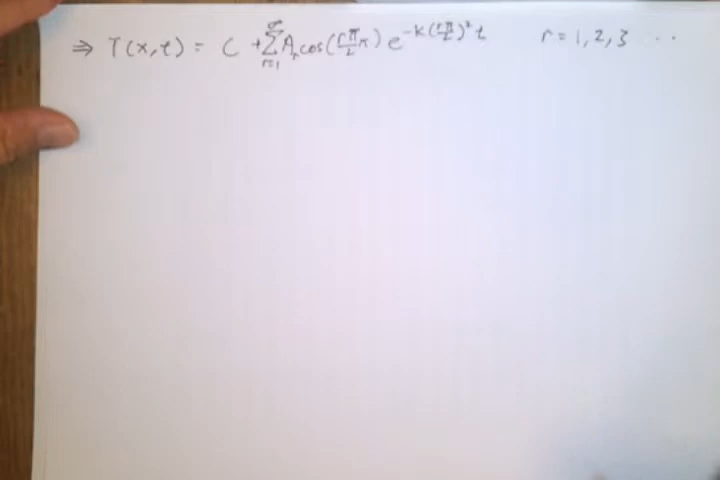 ⇒ T(x,t) = C + ∑_{r=1}^{∞} A_r cos(rπ/L x) e^{-k(rπ/L)² t} r = 1, 2, 3 ...